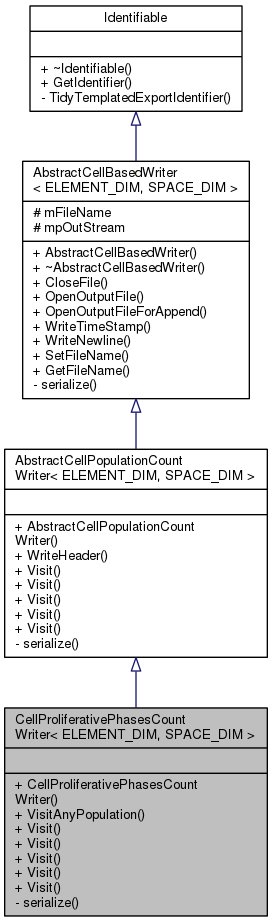 Identifiable
+ ~Identifiable()
+ GetIdentifier()
- TidyTemplatedExportIdentifier()
AbstractCellBasedWriter
< ELEMENT_DIM, SPACE_DIM >
# mFileName
# mpOutStream
+ AbstractCellBasedWriter()
+ ~AbstractCellBasedWriter()
+ CloseFile()
+ OpenOutputFile()
+ OpenOutputFileForAppend()
+ WriteTimeStamp()
+ WriteNewline()
+ SetFileName()
+ GetFileName()
- serialize()
AbstractCellPopulationCount
Writer< ELEMENT_DIM, SPACE_DIM >
+ AbstractCellPopulationCount
Writer()
+ WriteHeader()
+ Visit()
+ Visit()
+ Visit()
+ Visit()
+ Visit()
- serialize()
CellProliferativePhasesCount
Writer< ELEMENT_DIM, SPACE_DIM >
+ CellProliferativePhasesCount
Writer()
+ VisitAnyPopulation()
+ Visit()
+ Visit()
+ Visit()
+ Visit()
+ Visit()
- serialize()